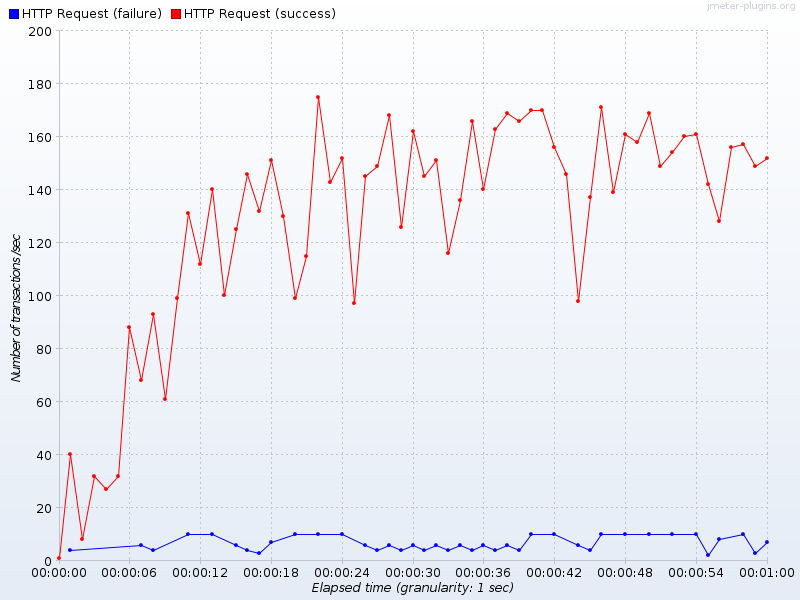 jmeter-plugins.org
HTTP Request (failure) HTTP Request (success)
200
180
160
140
120
100
80
60
40
20
0
Number of transactions /sec
00:00:00 00:00:06 00:00:12 00:00:18 00:00:24 00:00:30 00:00:36 00:00:42 00:00:48 00:00:54 00:01:00
Elapsed time (granularity: 1 sec)